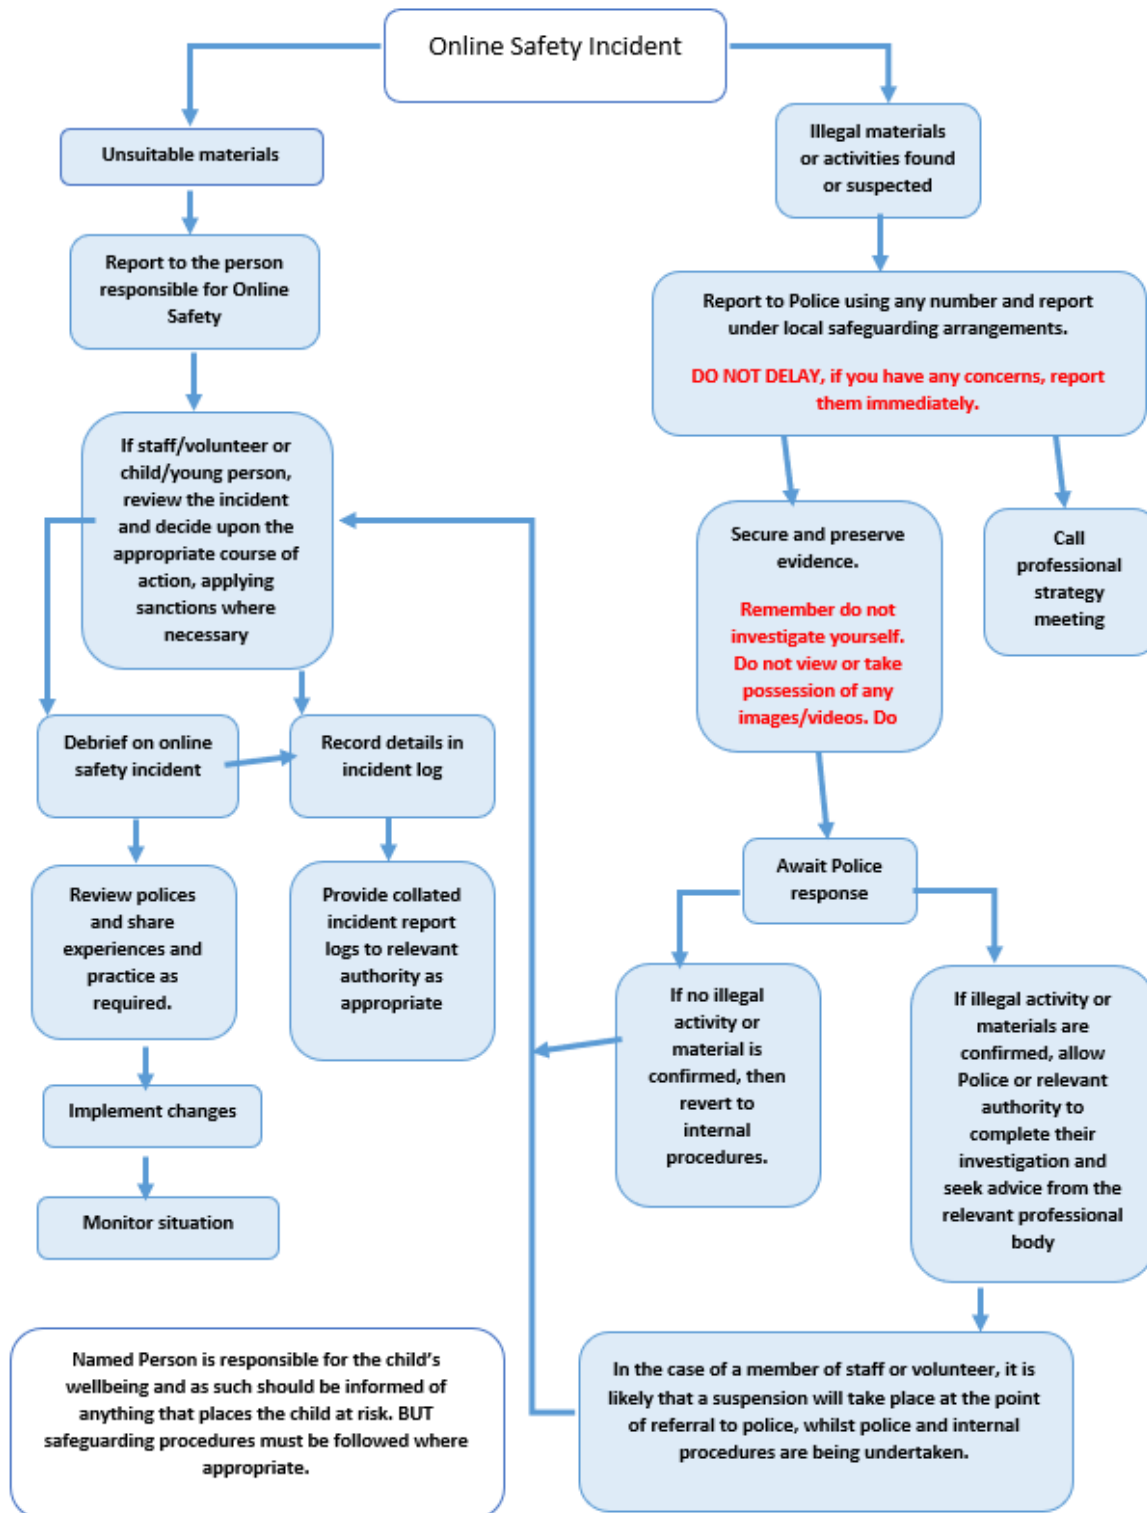 Online Safety Incident
Unsuitable materials
Illegal materials
or activities found
or suspected
Report to the person
responsible for Online
Safety
Report to Police using any number and report
under local safeguarding arrangements.
DO NOT DELAY, if you have any concerns, report
them immediately.
If staff/volunteer or
child/young person,
review the incident
and decide upon the
appropriate course of
action, applying
sanctions where
necessary
Secure and preserve
evidence.
Remember do not
investigate yourself.
Do not view or take
possession of any
images/videos. Do
Call
professional
strategy
meeting
Debrief on online
safety incident
Record details in
incident log
Review polices
and share
experiences and
practice as
required.
Provide collated
incident report
logs to relevant
authority as
appropriate
Await Police
response
If no illegal
activity or
material is
confirmed, then
revert to
internal
procedures.
If illegal activity or
materials are
confirmed, allow
Police or relevant
authority to
complete their
investigation and
seek advice from the
relevant professional
body
Implement changes
Monitor situation
Named Person is responsible for the child's
wellbeing and as such should be informed of
anything that places the child at risk. BUT
safeguarding procedures must be followed where
appropriate.
In the case of a member of staff or volunteer, it is
likely that a suspension will take place at the point
of referral to police, whilst police and internal
procedures are being undertaken.